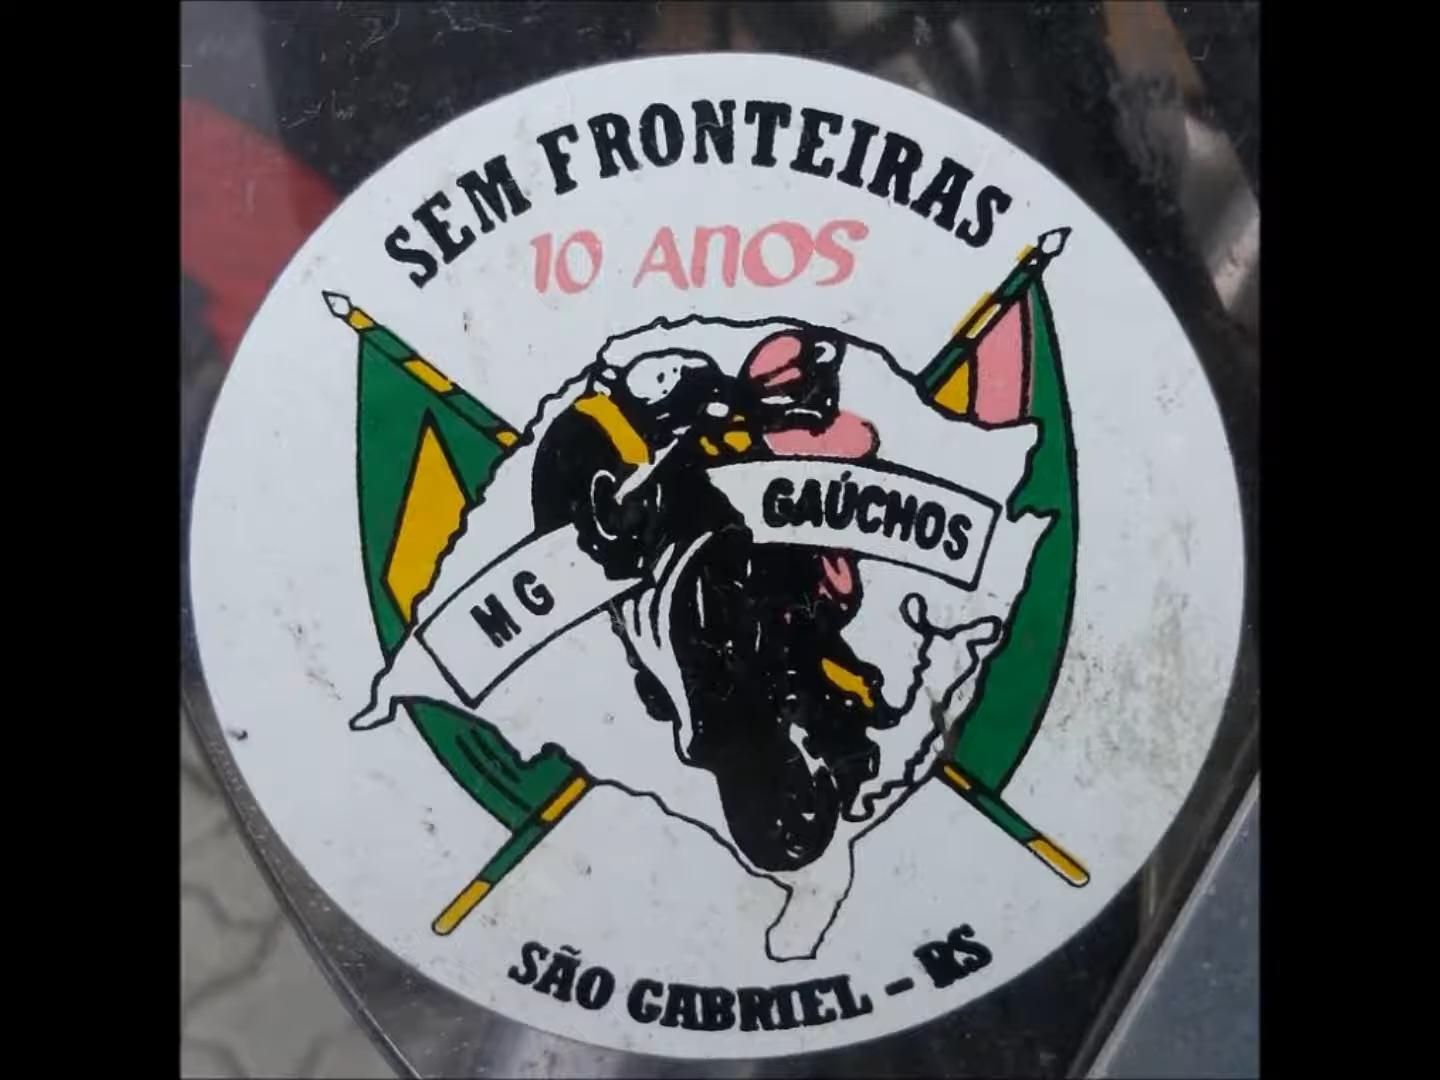 SEM FRONTEIRAS
10 ANOS
GAÚCHOS
MG
SÃO GABRIEL - RS